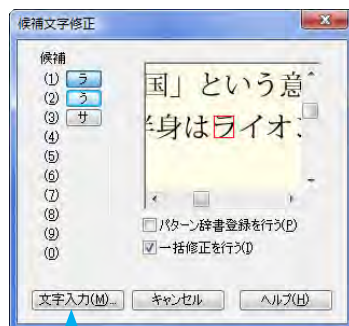 候補文字修正
候補
(1) ラ
(2) う
(3) サ
(4)
(5)
(6)
(7)
(8)
(9)
(0)
国」という意
身はライオン
パターン辞書登録を行う(P)
一括修正を行う(I)
文字入力(M)...
キャンセル
ヘルプ(H)